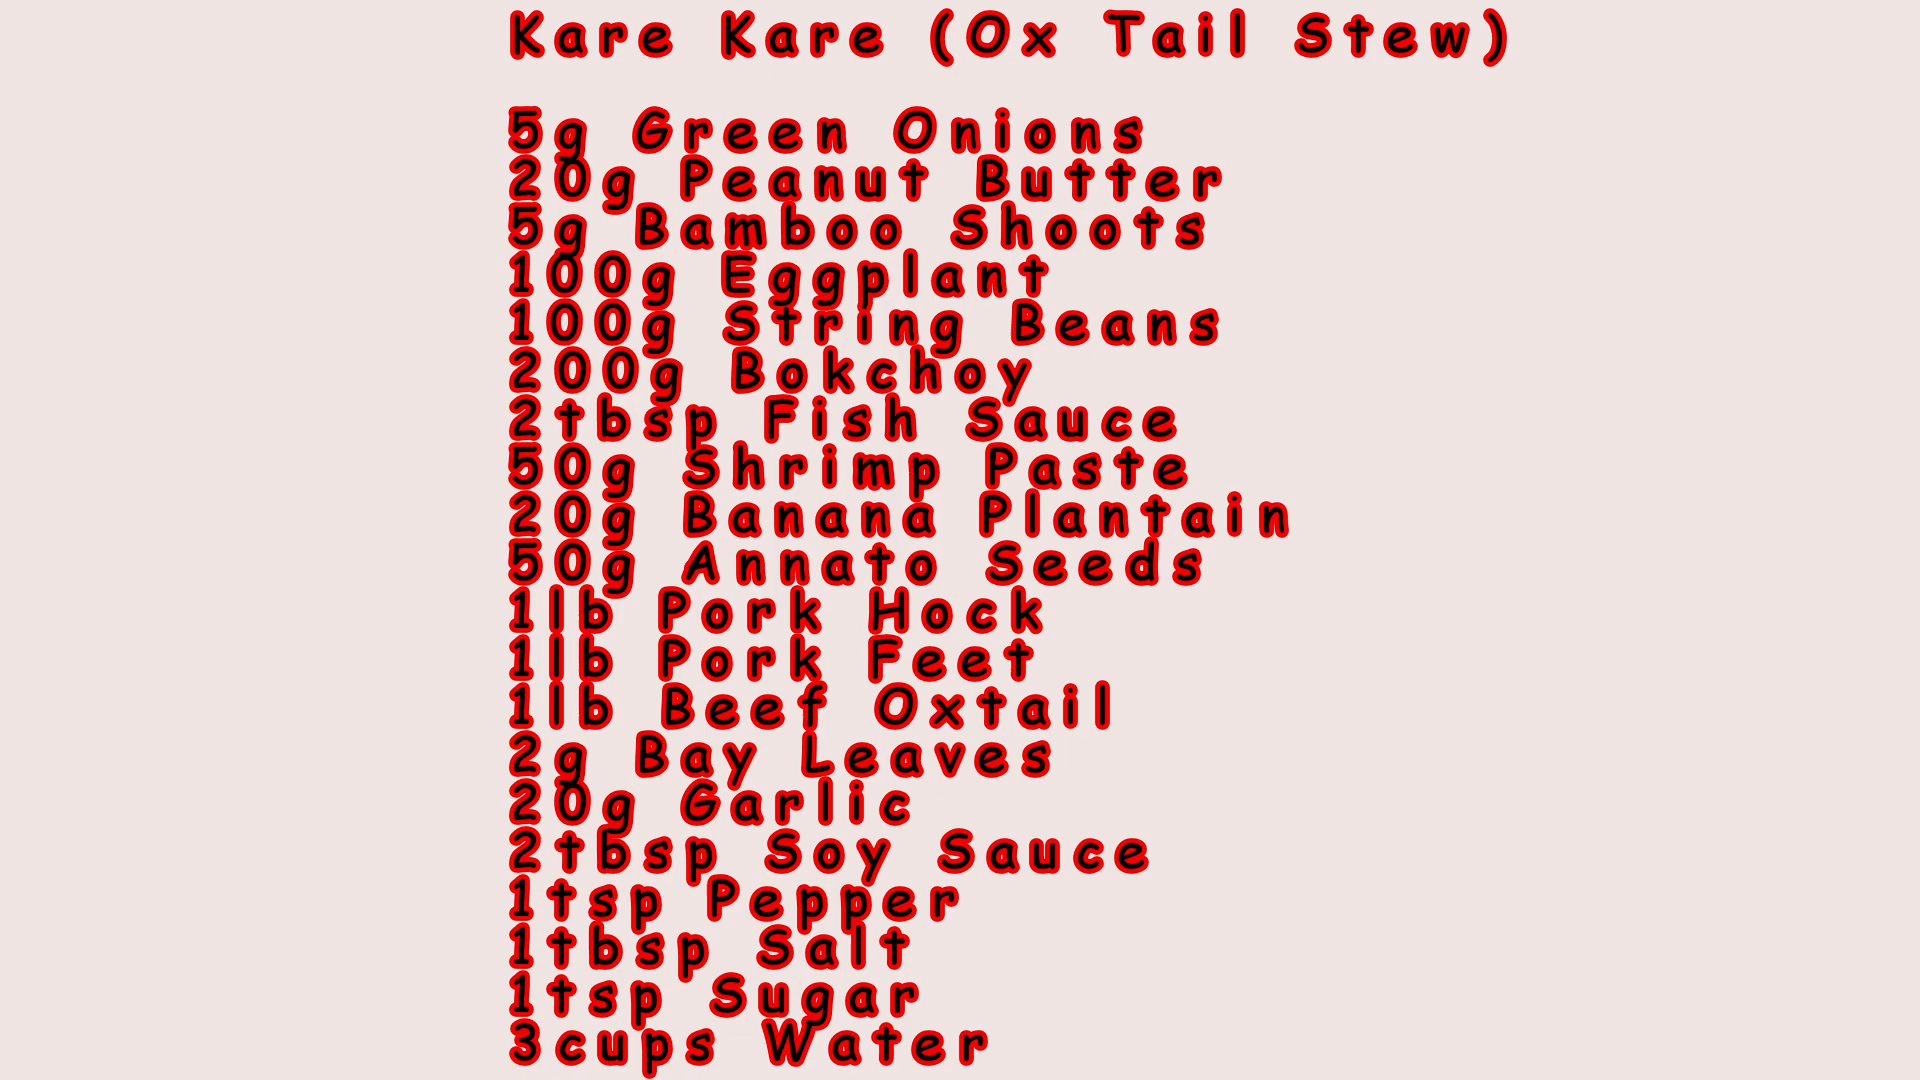 Kare Kare (Ox Tail Stew)
5g Green Onions
20g Peanut Butter
5g Bamboo Shoots
100g Eggplant
100g String Beans
200g Bokchoy
2tbsp Fish Sauce
50g Shrimp Paste
20g Banana Plantain
50g Annato Seeds
1lb Pork Hock
1lb Pork Feet
1lb Beef Oxtail
2g Bay Leaves
20g Garlic
2tbsp Soy Sauce
1tsp Pepper
1tbsp Salt
1tsp Sugar
3cups Water